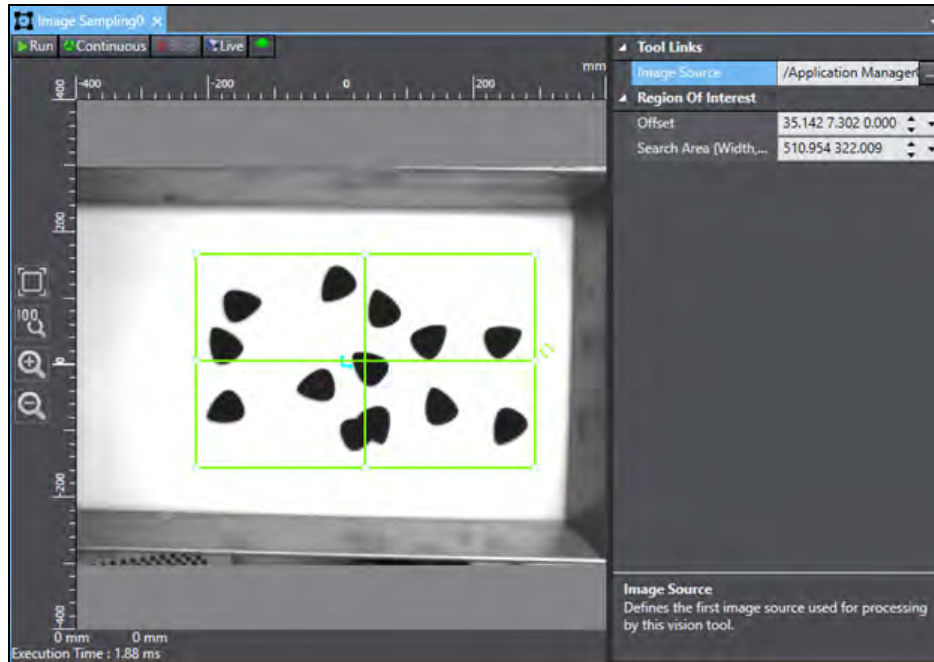 Image Sampling0 ×
Run Continuous Live
Tool Links
Image Source /Application Manager ...
Region Of Interest
Offset 35.142 7.302 0.000
Search Area (Width,... 510.954 322.009
mm
-400 -200 0 200
400
200
0
-200
-400
100
0 mm 0 mm
Execution Time : 1.88 ms
Image Source
Defines the first image source used for processing
by this vision tool.